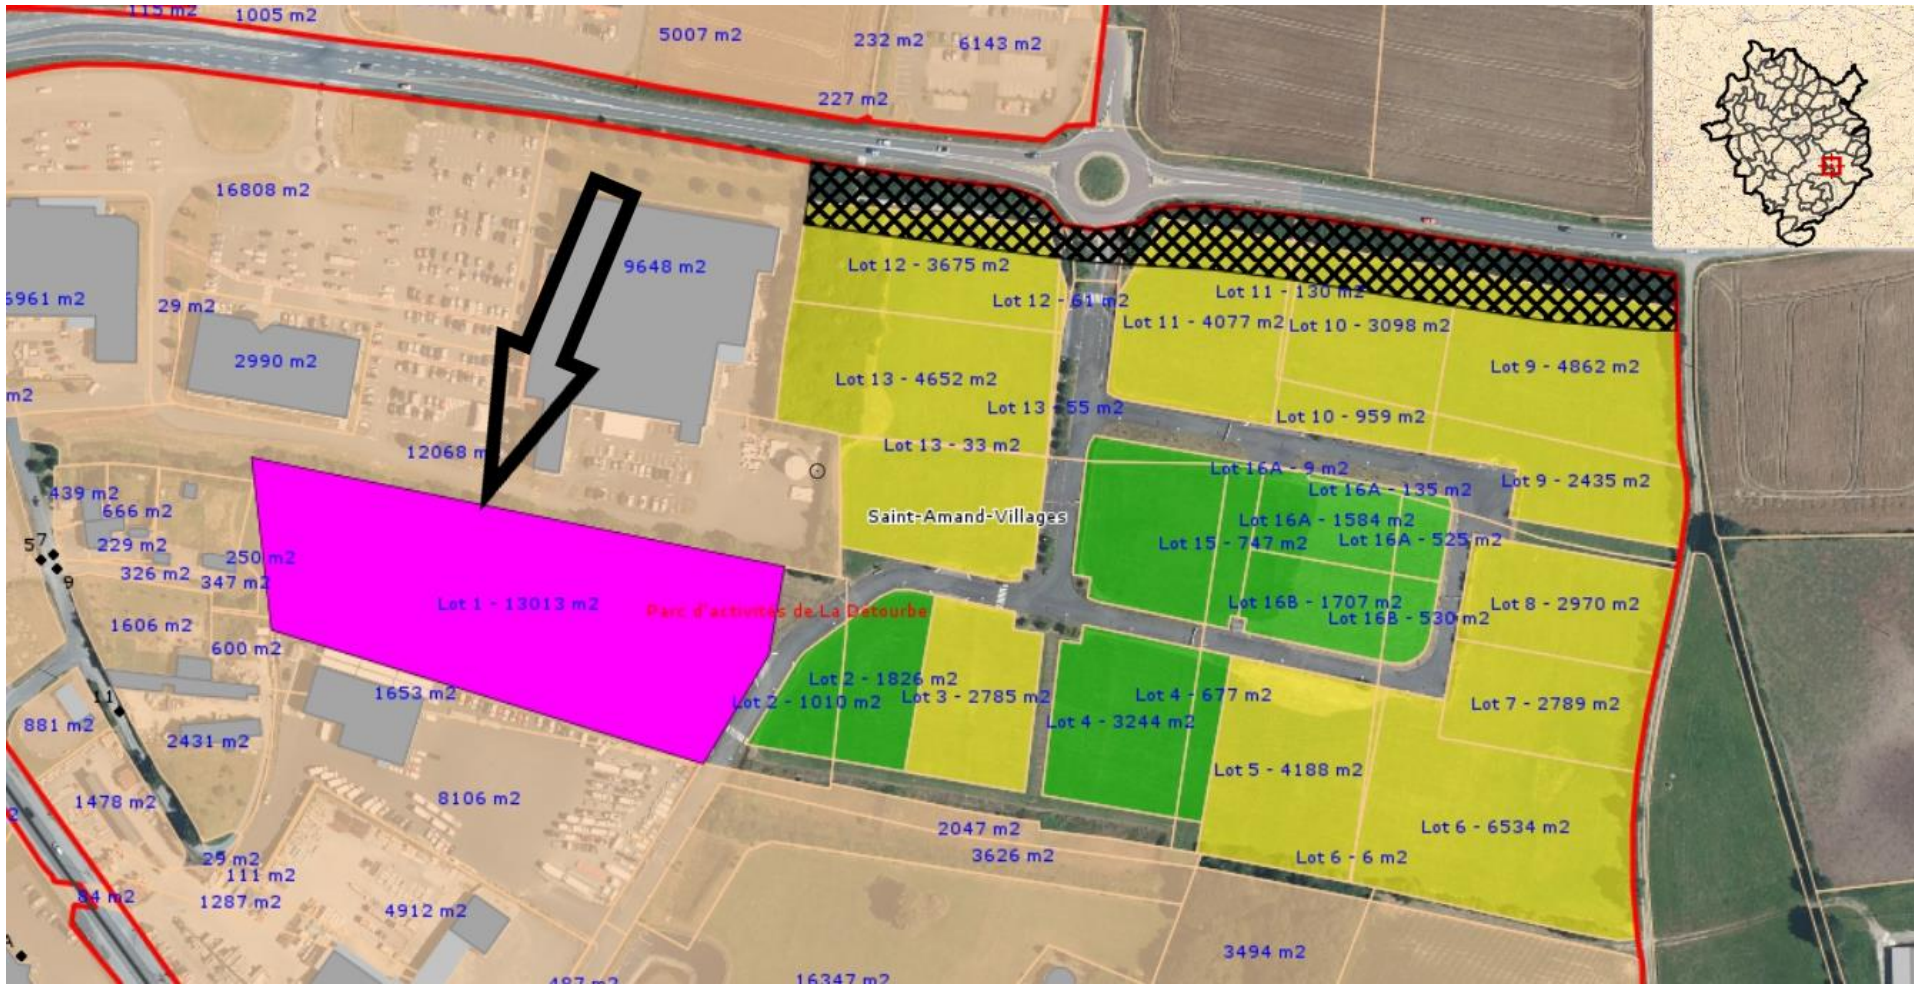 115 m2
1005 m2
5007 m2
232 m2
6143 m2
227 m2
16808 m2
9648 m2
Lot 12 - 3675 m2
Lot 12 - 61 m2
Lot 11 - 130 m2
6961 m2
29 m2
Lot 11 - 4077 m2
Lot 10 - 3098 m2
2990 m2
Lot 9 - 4862 m2
Lot 13 - 4652 m2
m2
Lot 13 - 55 m2
Lot 10 - 959 m2
Lot 13 - 33 m2
12068 m
Lot 16A - 9 m2
Lot 9 - 2435 m2
Lot 16A - 135 m2
439 m2
666 m2
Saint-Amand-Villages
Lot 16A - 1584 m2
Lot 16A - 525 m2
Lot 15 - 747 m2
57
229 m2
250 m2
326 m2
347 m2
9
Lot 1 - 13013 m2
Parc d'activités de La Détourbe
Lot 16B - 1707 m2
Lot 16B - 530 m2
Lot 8 - 2970 m2
1606 m2
600 m2
Lot 2 - 1826 m2
1653 m2
Lot 2 - 1010 m2
Lot 3 - 2785 m2
Lot 4 - 677 m2
Lot 4 - 3244 m2
Lot 7 - 2789 m2
11
881 m2
2431 m2
Lot 5 - 4188 m2
1478 m2
8106 m2
2047 m2
Lot 6 - 6534 m2
3626 m2
Lot 6 - 6 m2
29 m2
111 m2
84 m2
1287 m2
4912 m2
3494 m2
487 m2
16347 m2